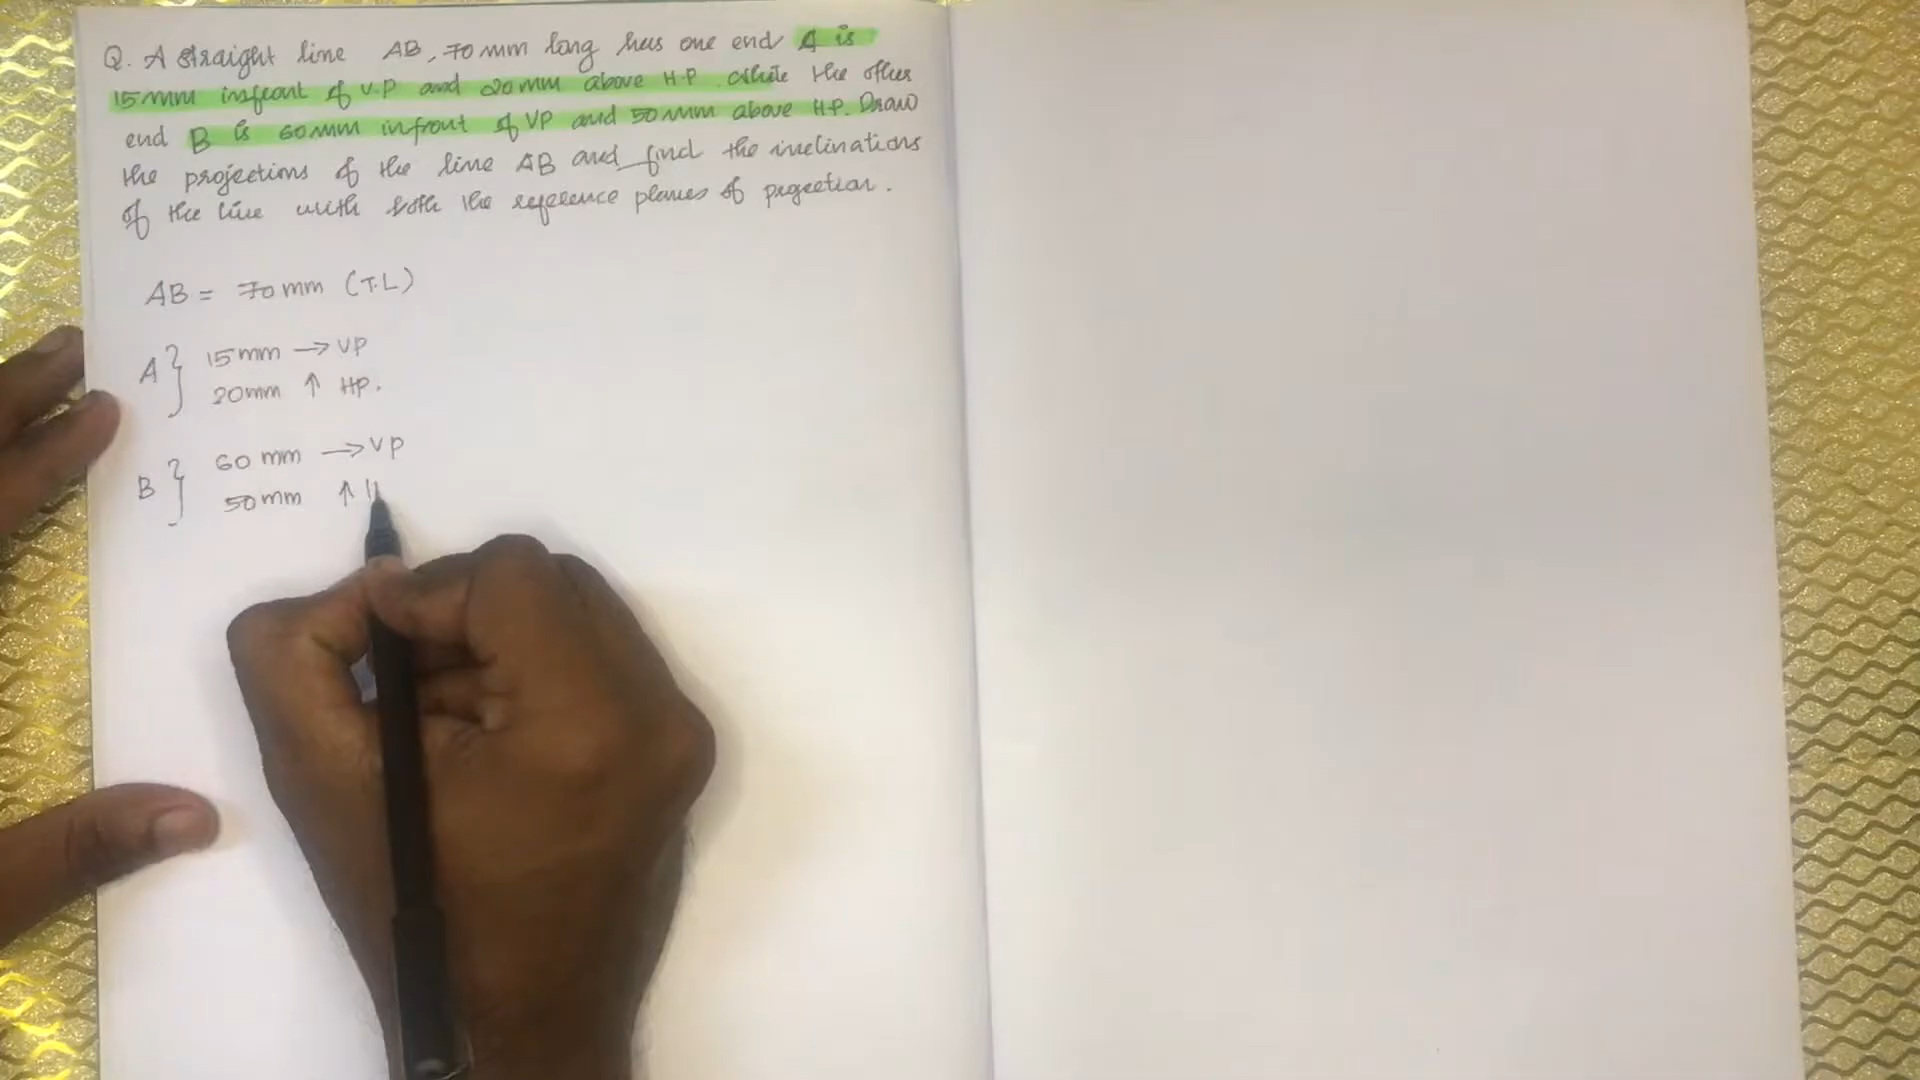 Q. A straight line AB, 70 mm long has one end A is
15 mm infront of V.P and 20 mm above H.P. While the other
end B is 60 mm infront of VP and 50 mm above H.P. Draw
the projections of the line AB and find the inclinations
of the line with both the reference planes of projection.
AB = 70 mm (T.L)
A } 15 mm → VP
20 mm ↑ HP.
B } 60 mm → VP
50 mm ↑